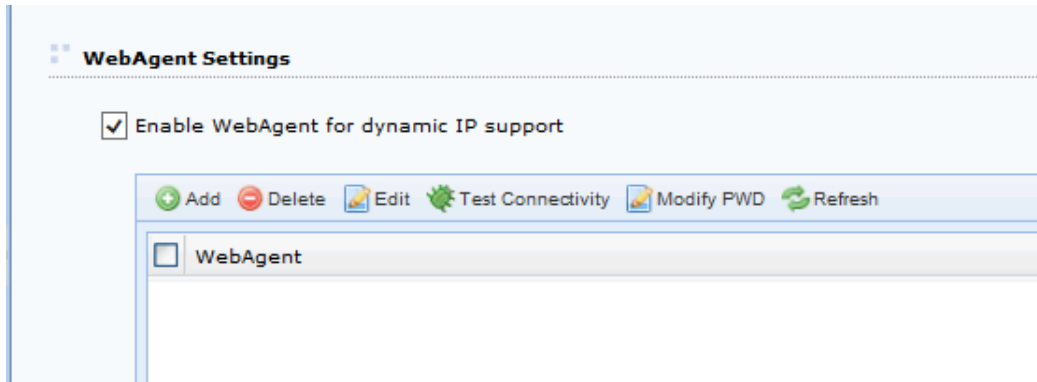 WebAgent Settings
Enable WebAgent for dynamic IP support
Add Delete Edit Test Connectivity Modify PWD Refresh
WebAgent